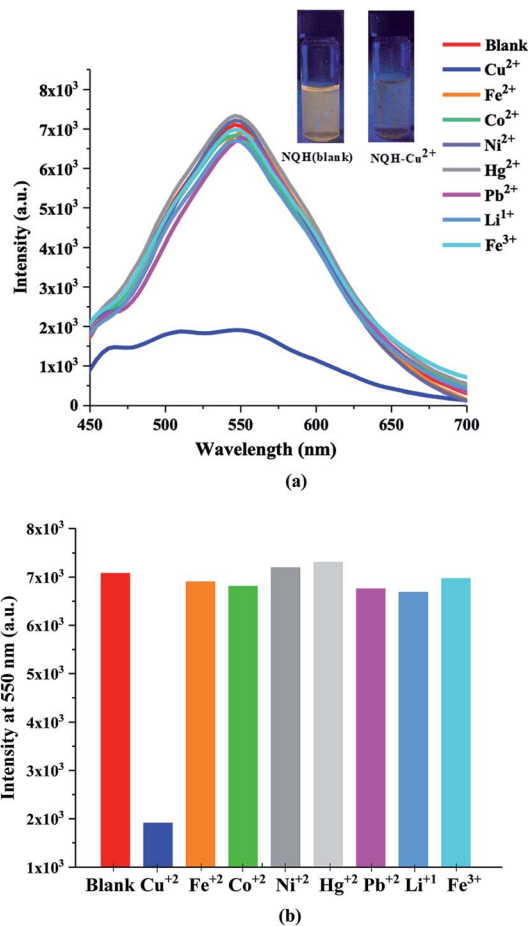 (a)
Intensity (a.u.)
8x10³
7x10³
6x10³
5x10³
4x10³
3x10³
2x10³
1x10³
0
NQH(blank)
NQH-Cu²⁺
Blank
Cu²⁺
Fe²⁺
Co²⁺
Ni²⁺
Hg²⁺
Pb²⁺
Li¹⁺
Fe³⁺
450 500 550 600 650 700
Wavelength (nm)
(a)
Intensity at 550 nm (a.u.)
8x10³
7x10³
6x10³
5x10³
4x10³
3x10³
2x10³
1x10³
Blank Cu⁺² Fe⁺² Co⁺² Ni⁺² Hg⁺² Pb⁺² Li⁺¹ Fe³⁺
(b)